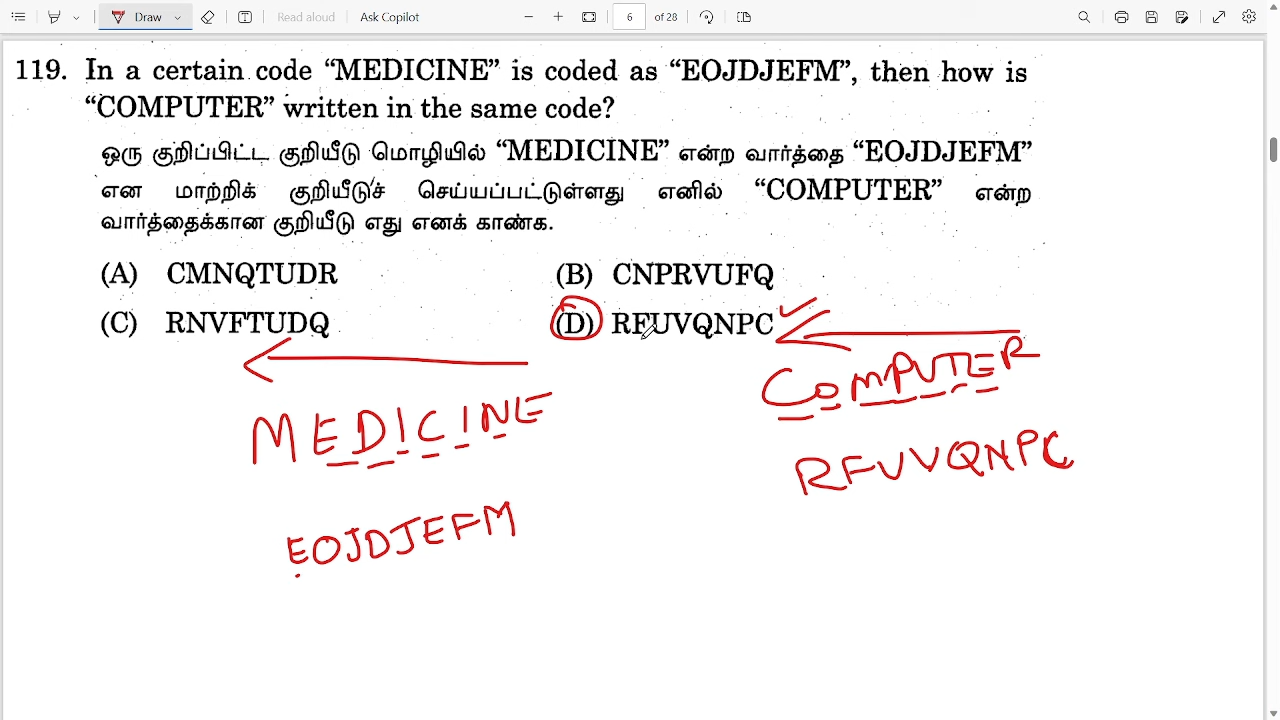 Draw
Read aloud
Ask Copilot
6
of 28
119. In a certain code “MEDICINE” is coded as “EOJDJEFM”, then how is
“COMPUTER” written in the same code?
ஒரு குறிப்பிட்ட குறியீடு மொழியில் “MEDICINE” என்ற வார்த்தை “EOJDJEFM”
என மாற்றிக் குறியீடுச் செய்யப்பட்டுள்ளது எனில் “COMPUTER” என்ற
வார்த்தைக்கான குறியீடு எது எனக் காண்க.
(A) CMNQTUDR
(B) CNPRVUFQ
(C) RNVFTUDQ
(D) RFUVQNPC
COMPUTER
MEDICINE
RFUVQNPC
EOJDJEFM